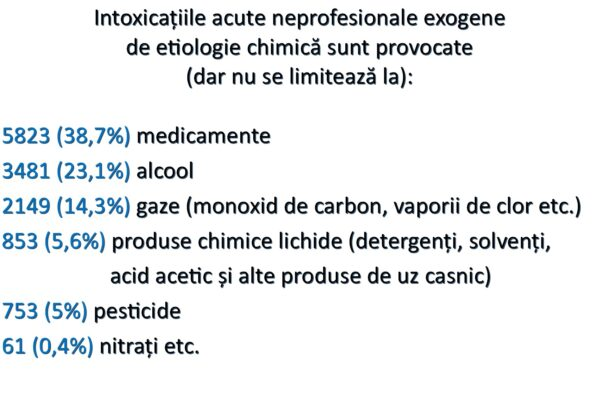 Intoxicațiile acute neprofesionale exogene
de etiologie chimică sunt provocate
(dar nu se limitează la):
5823 (38,7%) medicamente
3481 (23,1%) alcool
2149 (14,3%) gaze (monoxid de carbon, vaporii de clor etc.)
853 (5,6%) produse chimice lichide (detergenți, solvenți,
acid acetic și alte produse de uz casnic)
753 (5%) pesticide
61 (0,4%) nitrați etc.